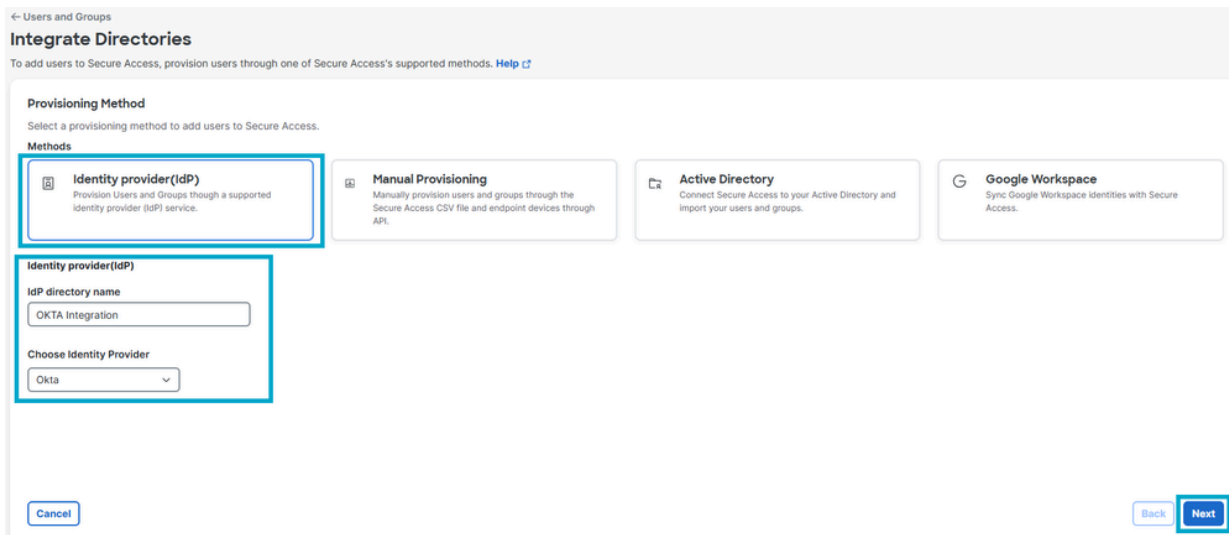 ← Users and Groups
Integrate Directories
To add users to Secure Access, provision users through one of Secure Access's supported methods. Help
Provisioning Method
Select a provisioning method to add users to Secure Access.
Methods
Identity provider(IdP)
Provision Users and Groups though a supported
identity provider (IdP) service.
Manual Provisioning
Manually provision users and groups through the
Secure Access CSV file and endpoint devices through
API.
Active Directory
Connect Secure Access to your Active Directory and
import your users and groups.
Google Workspace
Sync Google Workspace identities with Secure
Access.
Identity provider(IdP)
IdP directory name
OKTA Integration
Choose Identity Provider
Okta
Cancel
Back
Next